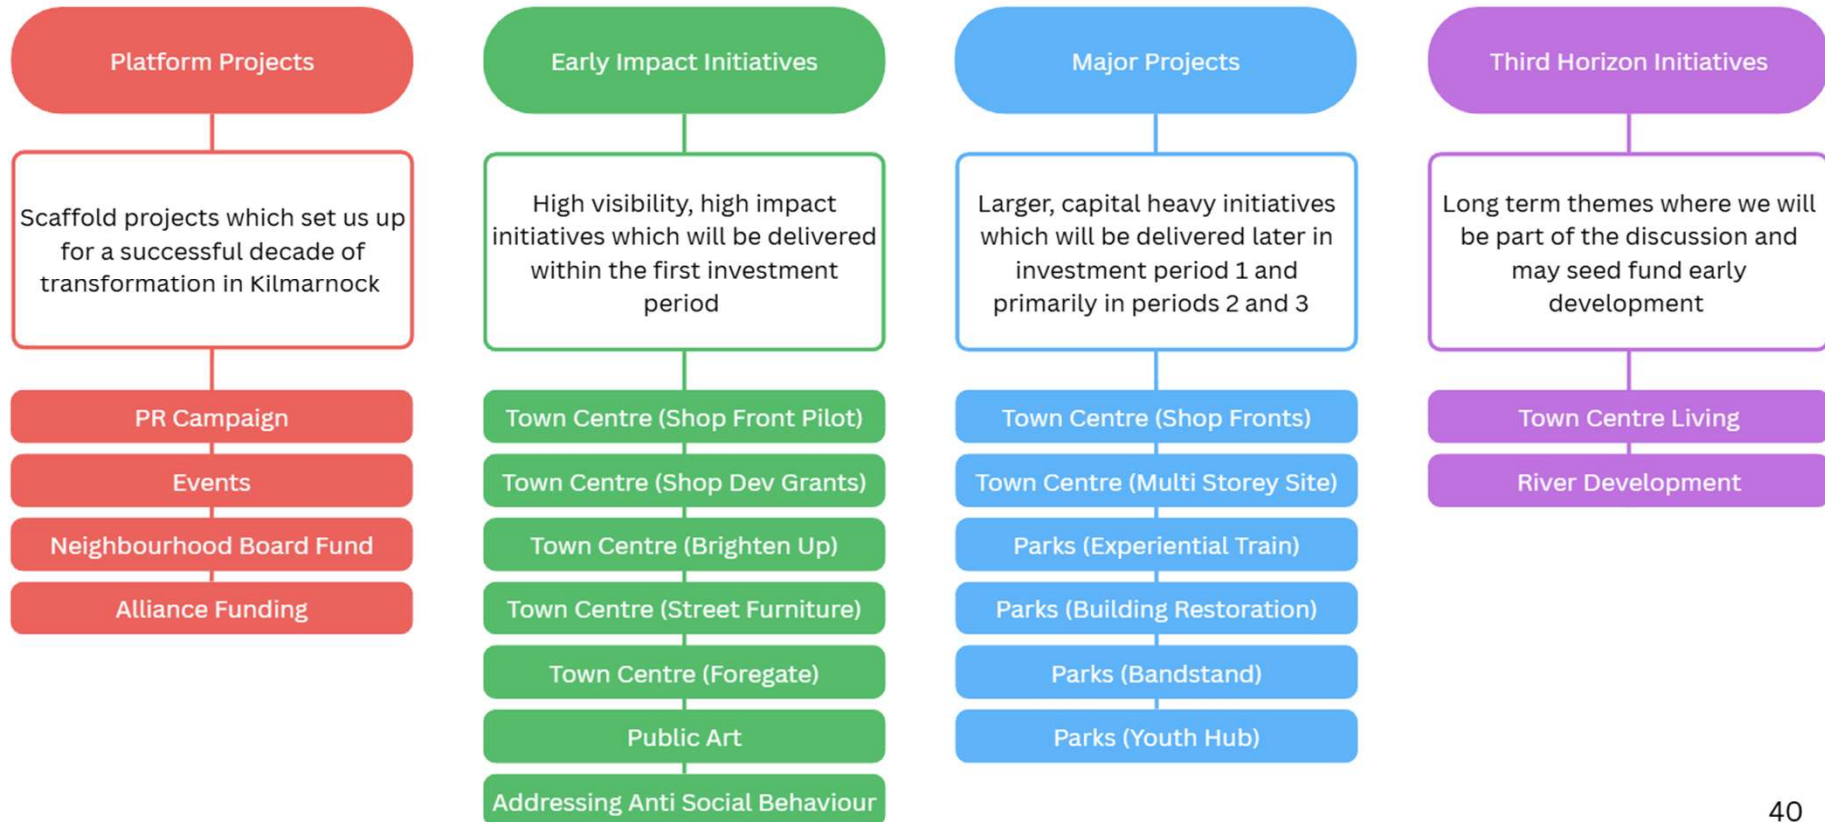 Platform Projects
Scaffold projects which set us up
for a successful decade of
transformation in Kilmarnock
PR Campaign
Events
Neighbourhood Board Fund
Alliance Funding
Early Impact Initiatives
High visibility, high impact
initiatives which will be delivered
within the first investment
period
Town Centre (Shop Front Pilot)
Town Centre (Shop Dev Grants)
Town Centre (Brighten Up)
Town Centre (Street Furniture)
Town Centre (Foregate)
Public Art
Addressing Anti Social Behaviour
Major Projects
Larger, capital heavy initiatives
which will be delivered later in
investment period 1 and
primarily in periods 2 and 3
Town Centre (Shop Fronts)
Town Centre (Multi Storey Site)
Parks (Experiential Train)
Parks (Building Restoration)
Parks (Bandstand)
Parks (Youth Hub)
Third Horizon Initiatives
Long term themes where we will
be part of the discussion and
may seed fund early
development
Town Centre Living
River Development
40